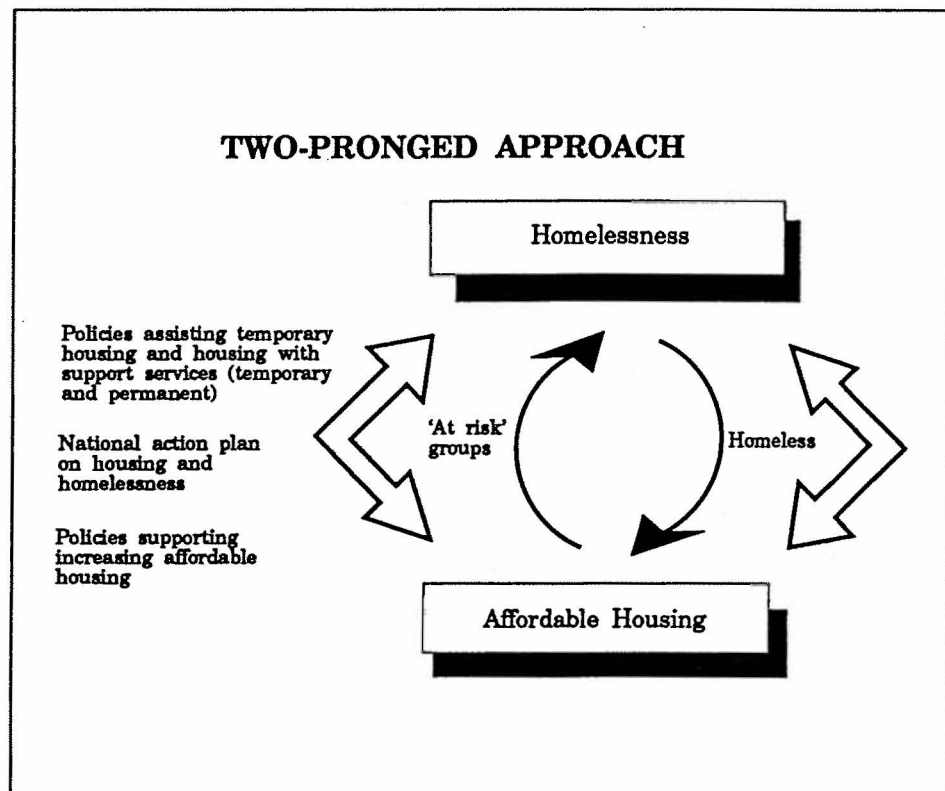 TWO-PRONGED APPROACH
Homelessness
Policies assisting temporary
housing and housing with
support services (temporary
and permanent)
'At risk'
groups
Homeless
National action plan
on housing and
homelessness
Policies supporting
increasing affordable
housing
Affordable Housing